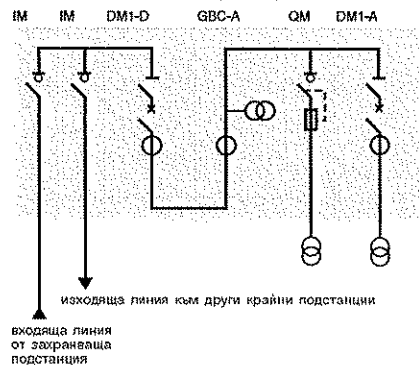 IM IM DM1-D GBC-A QM DM1-A
изходяща линия към други крайни подстанции
входяща линия
от захранваща
подстанция